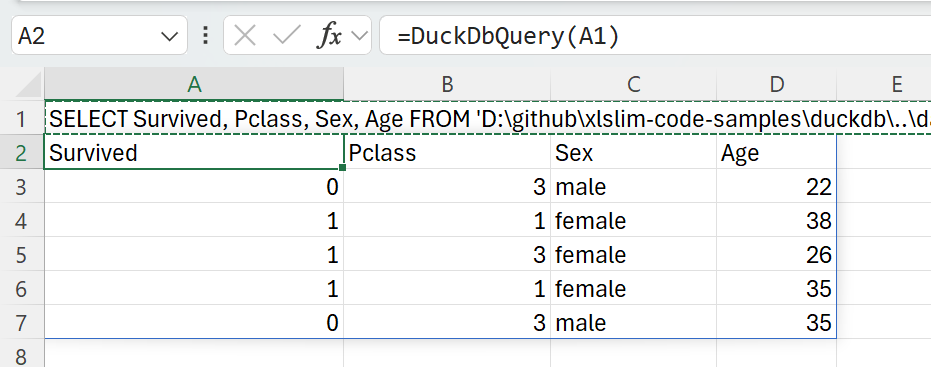 A2 fx =DuckDbQuery(A1)
A B C D E
1 SELECT Survived, Pclass, Sex, Age FROM 'D:\github\xlslim-code-samples\duckdb\..\da
2 Survived Pclass Sex Age
3 0 3 male 22
4 1 1 female 38
5 1 3 female 26
6 1 1 female 35
7 0 3 male 35
8